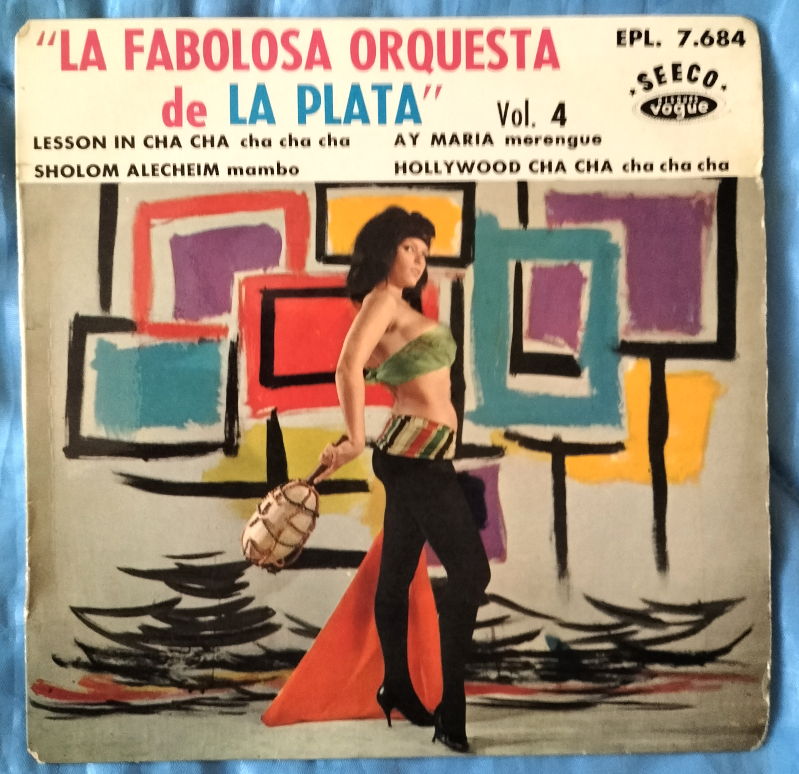 "LA FABOLOSA ORQUESTA
de LA PLATA" Vol. 4
EPL. 7.684
·SEECO·
DISQUES
vogue
LESSON IN CHA CHA cha cha cha
SHOLOM ALECHEIM mambo
AY MARIA merengue
HOLLYWOOD CHA CHA cha cha cha